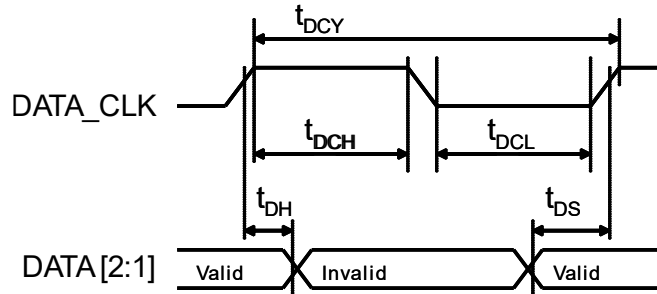 tDCY
DATA_CLK
tDCH
tDCL
tDH
tDS
DATA[2:1]
Valid
Invalid
Valid